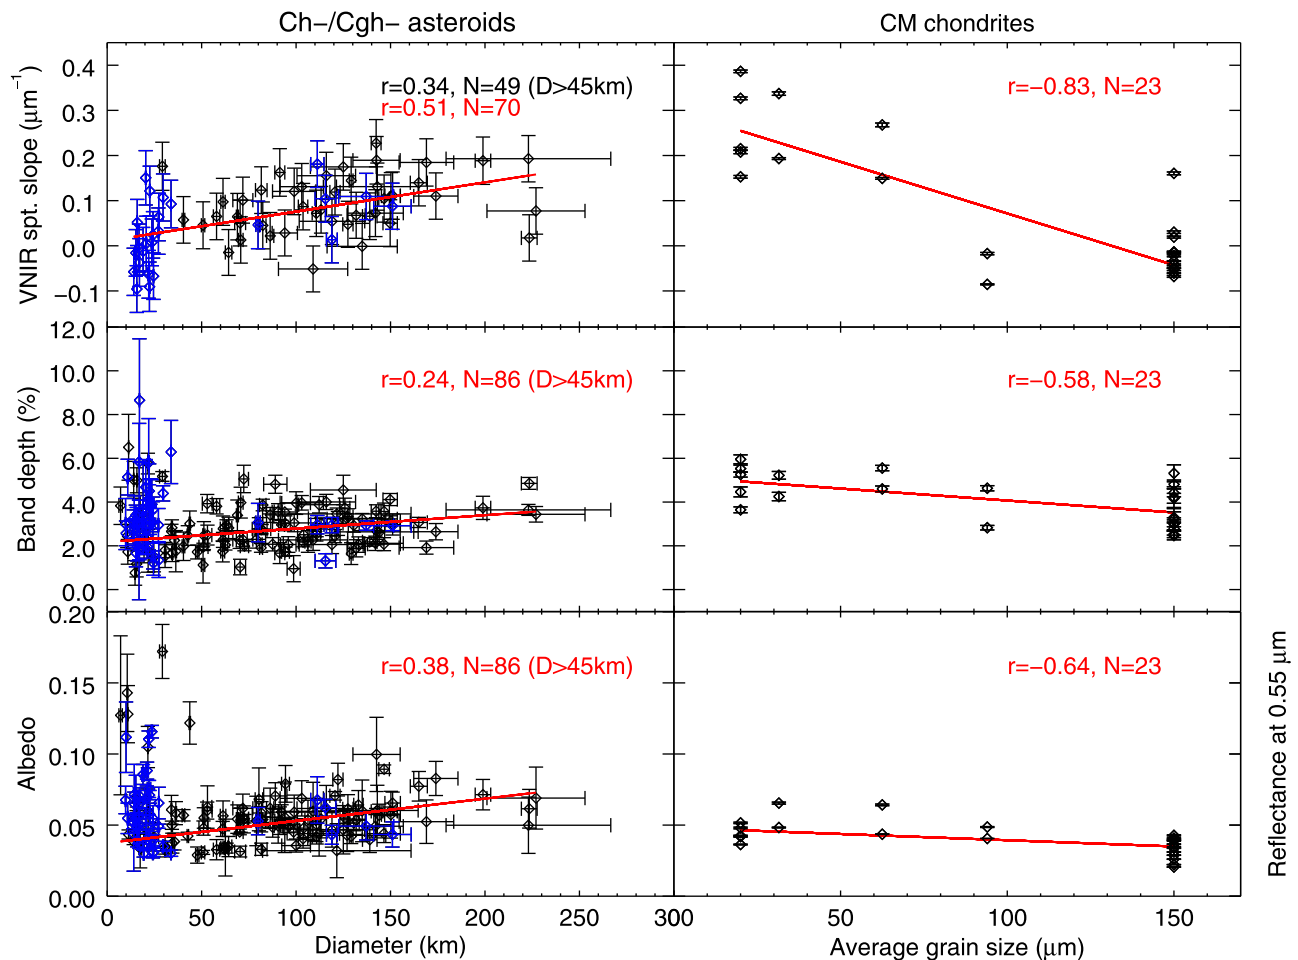 Ch−/Cgh− asteroids
CM chondrites
VNIR spt. slope (μm⁻¹)
0.4
0.3
0.2
0.1
0.0
−0.1
r=0.34, N=49 (D>45km)
r=0.51, N=70
r=−0.83, N=23
Band depth (%)
12.0
10.0
8.0
6.0
4.0
2.0
0.0
r=0.24, N=86 (D>45km)
r=−0.58, N=23
Albedo
0.20
0.15
0.10
0.05
0.00
r=0.38, N=86 (D>45km)
r=−0.64, N=23
Reflectance at 0.55 μm
0 50 100 150 200 250 300 50 100 150
Diameter (km)
Average grain size (μm)